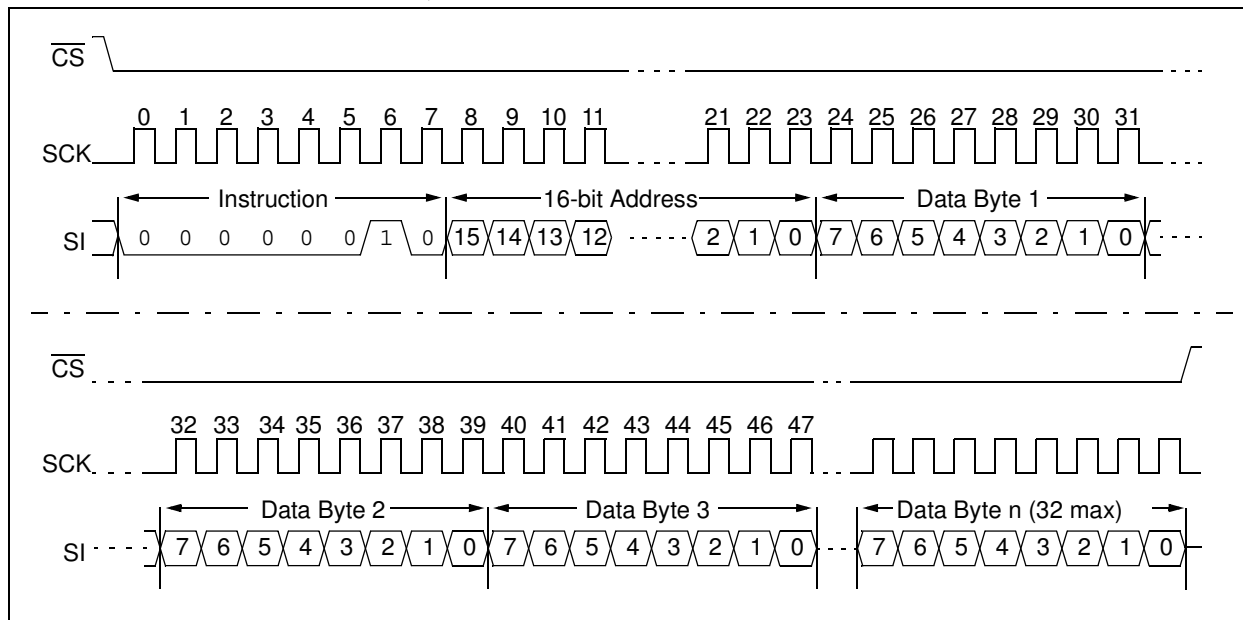 CS
0 1 2 3 4 5 6 7 8 9 10 11 21 22 23 24 25 26 27 28 29 30 31
SCK
Instruction 16-bit Address Data Byte 1
SI 0 0 0 0 0 0 1 0 15 14 13 12 2 1 0 7 6 5 4 3 2 1 0
CS
32 33 34 35 36 37 38 39 40 41 42 43 44 45 46 47
SCK
Data Byte 2 Data Byte 3 Data Byte n (32 max)
SI 7 6 5 4 3 2 1 0 7 6 5 4 3 2 1 0 7 6 5 4 3 2 1 0